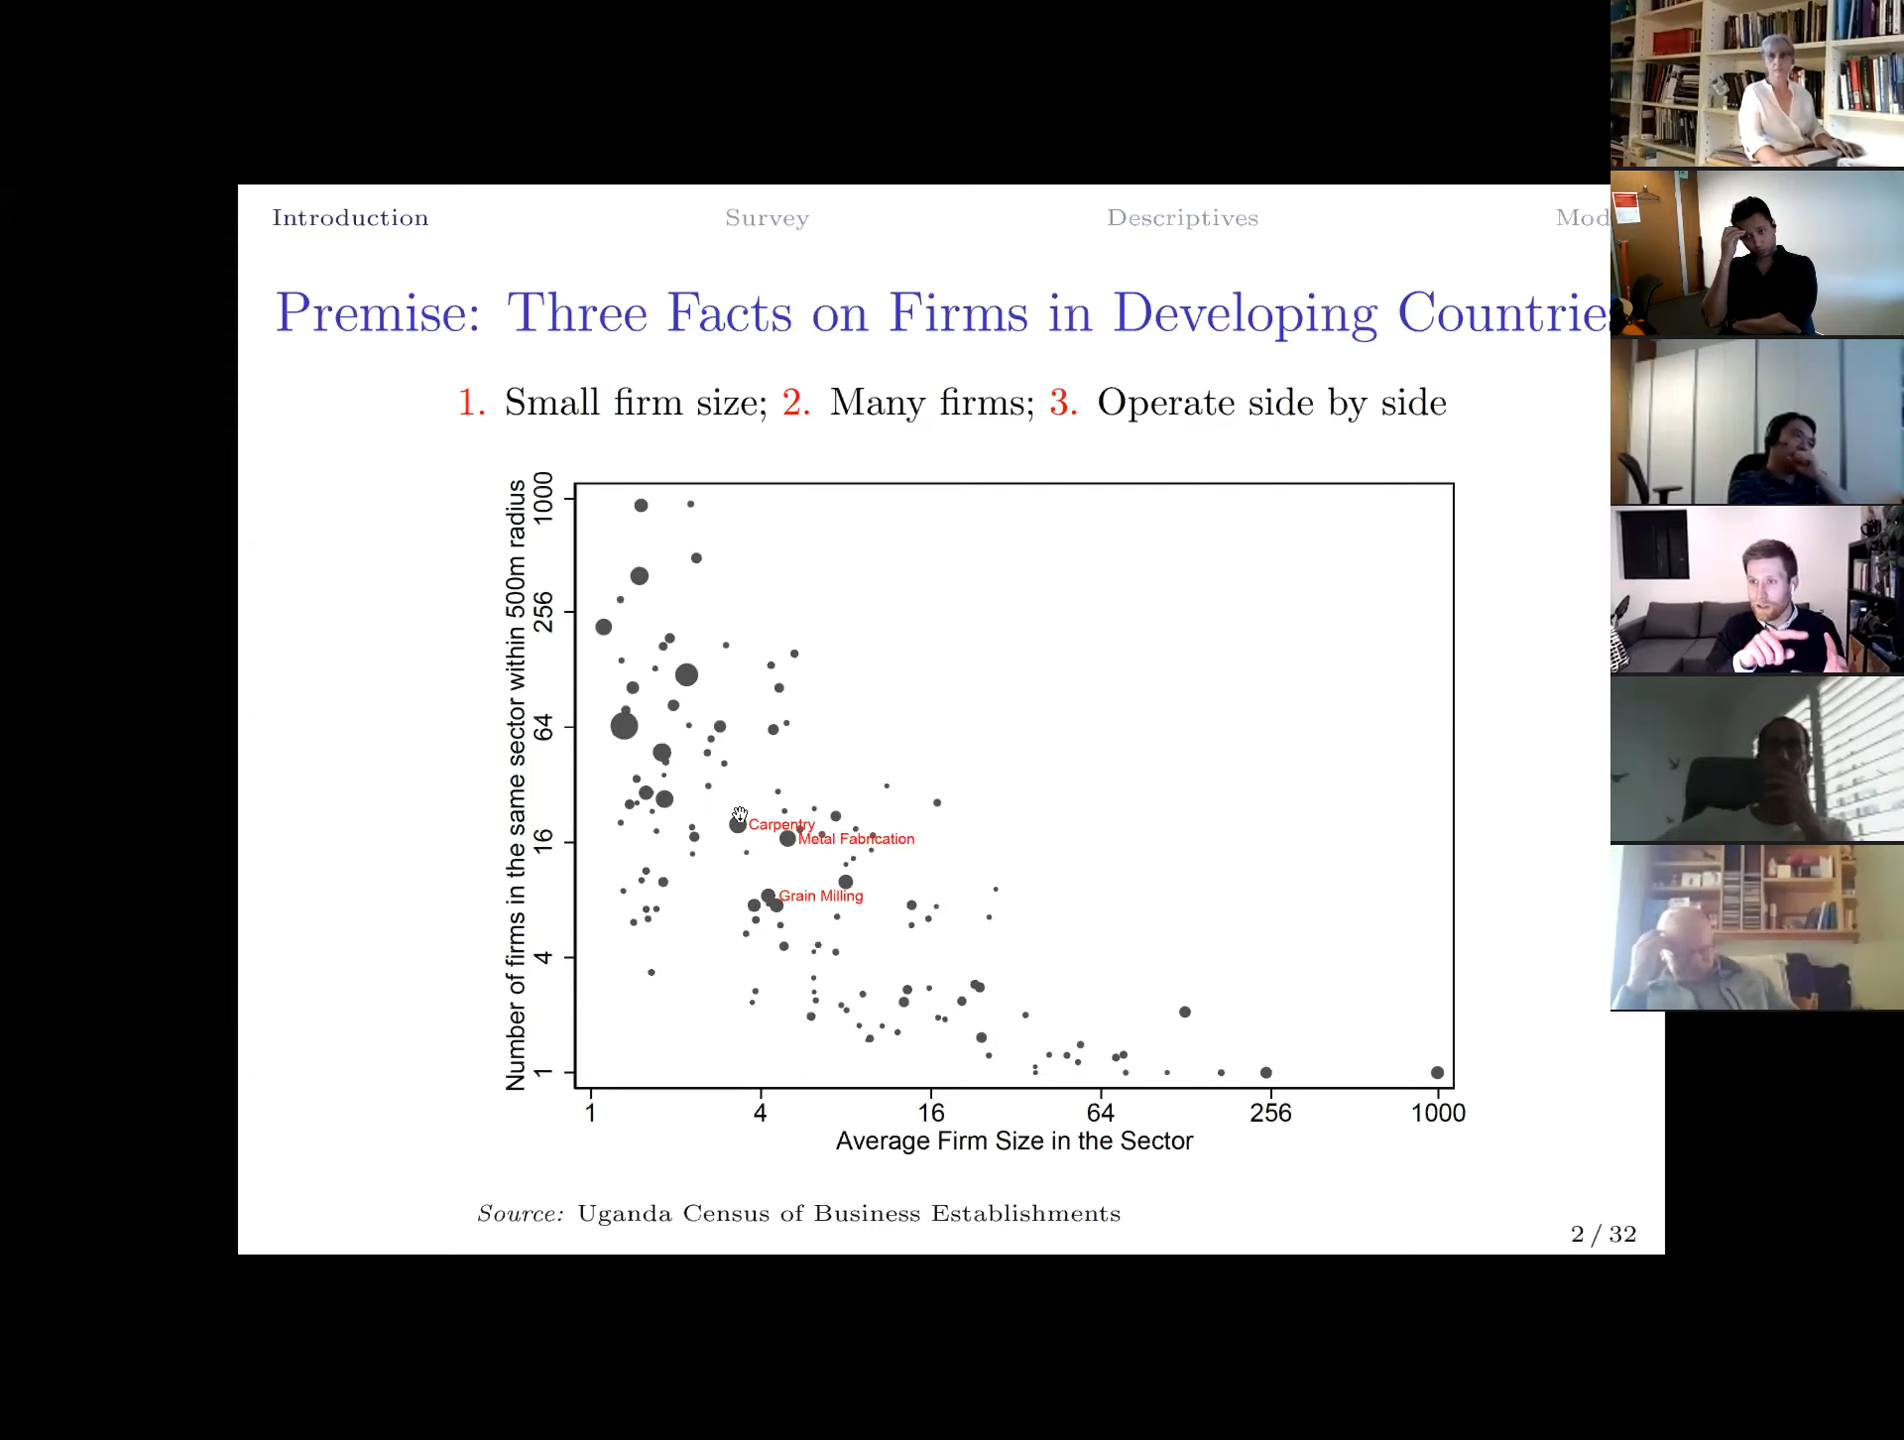 Introduction Survey Descriptives Mod
Premise: Three Facts on Firms in Developing Countries
1. Small firm size; 2. Many firms; 3. Operate side by side
Number of firms in the same sector within 500m radius
1000
256
64
16
4
1
Carpentry
Metal Fabrication
Grain Milling
1 4 16 64 256 1000
Average Firm Size in the Sector
Source: Uganda Census of Business Establishments
2 / 32